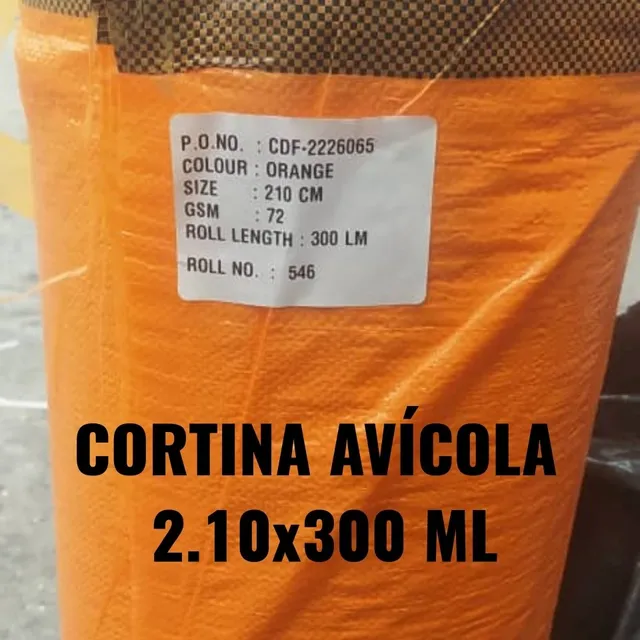 P.O.NO. : CDF-2226065
COLOUR : ORANGE
SIZE : 210 CM
GSM : 72
ROLL LENGTH : 300 LM
ROLL NO. : 546
CORTINA AVÍCOLA
2.10x300 ML